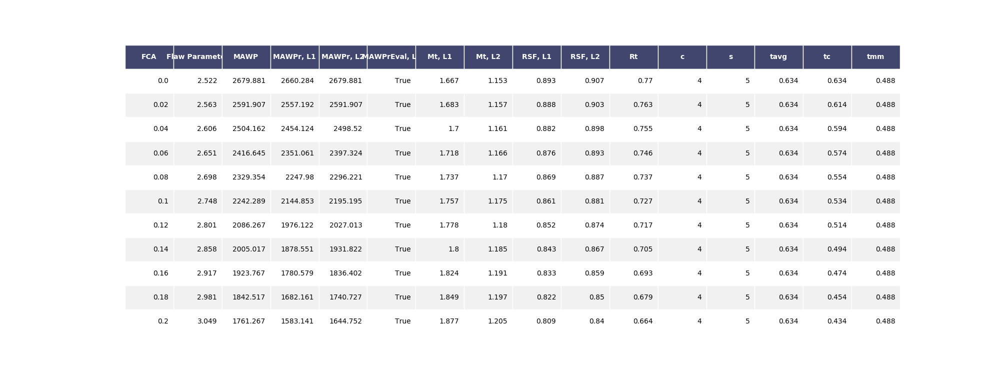 FCA Flaw Paramete MAWP MAWPr, L1 MAWPr, L2 MAWPrEval, L Mt, L1 Mt, L2 RSF, L1 RSF, L2 Rt c s tavg tc tmm
0.0 2.522 2679.881 2660.284 2679.881 True 1.667 1.153 0.893 0.907 0.77 4 5 0.634 0.634 0.488
0.02 2.563 2591.907 2557.192 2591.907 True 1.683 1.157 0.888 0.903 0.763 4 5 0.634 0.614 0.488
0.04 2.606 2504.162 2454.124 2498.52 True 1.7 1.161 0.882 0.898 0.755 4 5 0.634 0.594 0.488
0.06 2.651 2416.645 2351.061 2397.324 True 1.718 1.166 0.876 0.893 0.746 4 5 0.634 0.574 0.488
0.08 2.698 2329.354 2247.98 2296.221 True 1.737 1.17 0.869 0.887 0.737 4 5 0.634 0.554 0.488
0.1 2.748 2242.289 2144.853 2195.195 True 1.757 1.175 0.861 0.881 0.727 4 5 0.634 0.534 0.488
0.12 2.801 2086.267 1976.122 2027.013 True 1.778 1.18 0.852 0.874 0.717 4 5 0.634 0.514 0.488
0.14 2.858 2005.017 1878.551 1931.822 True 1.8 1.185 0.843 0.867 0.705 4 5 0.634 0.494 0.488
0.16 2.917 1923.767 1780.579 1836.402 True 1.824 1.191 0.833 0.859 0.693 4 5 0.634 0.474 0.488
0.18 2.981 1842.517 1682.161 1740.727 True 1.849 1.197 0.822 0.85 0.679 4 5 0.634 0.454 0.488
0.2 3.049 1761.267 1583.141 1644.752 True 1.877 1.205 0.809 0.84 0.664 4 5 0.634 0.434 0.488